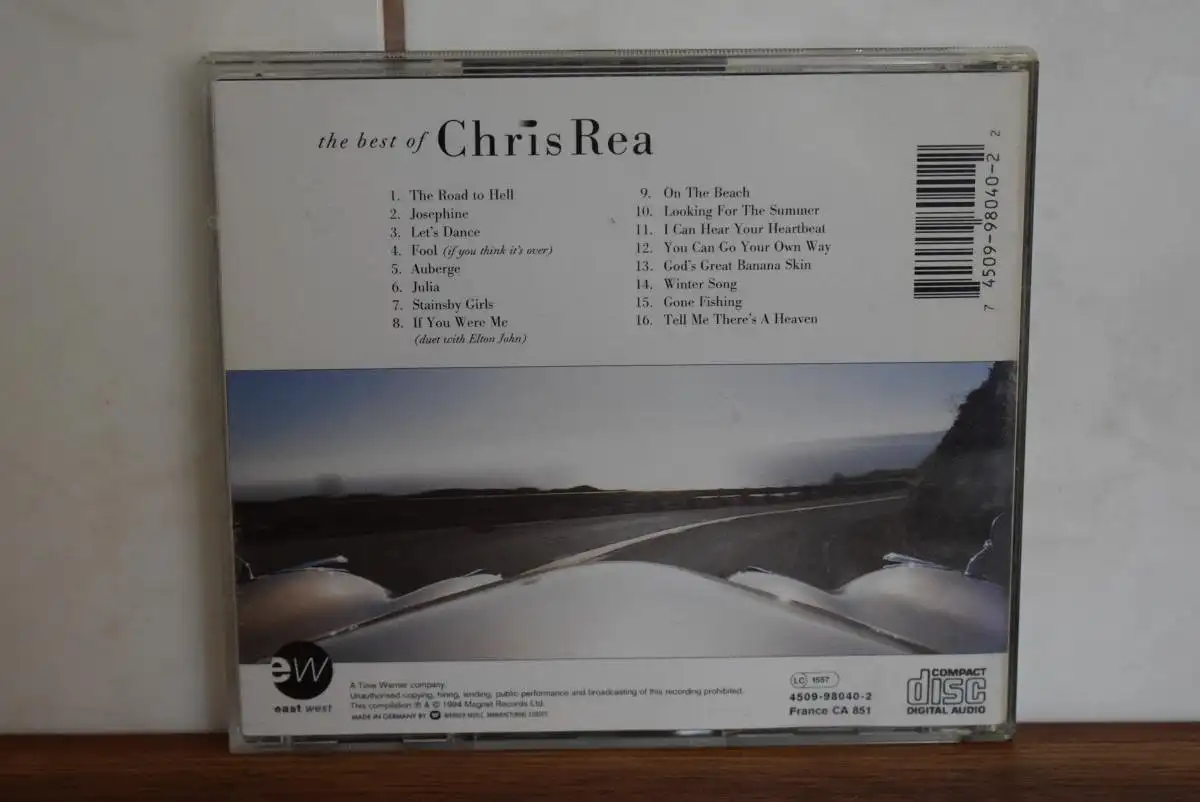 the best of Chris Rea
1. The Road to Hell
2. Josephine
3. Let's Dance
4. Fool (if you think it's over)
5. Auberge
6. Julia
7. Stainsby Girls
8. If You Were Me
(duet with Elton John)
9. On The Beach
10. Looking For The Summer
11. I Can Hear Your Heartbeat
12. You Can Go Your Own Way
13. God's Great Banana Skin
14. Winter Song
15. Gone Fishing
16. Tell Me There's A Heaven
7 4509-98040-2 2
ew
east west
A Time Warner company.
Unauthorised copying, hiring, lending, public performance and broadcasting of this recording prohibited.
This compilation ℗ & © 1994 Magnet Records Ltd.
MADE IN GERMANY BY WARNER MUSIC MANUFACTURING EUROPE
LC 1557
4509-98040-2
France CA 851
COMPACT
disc
DIGITAL AUDIO